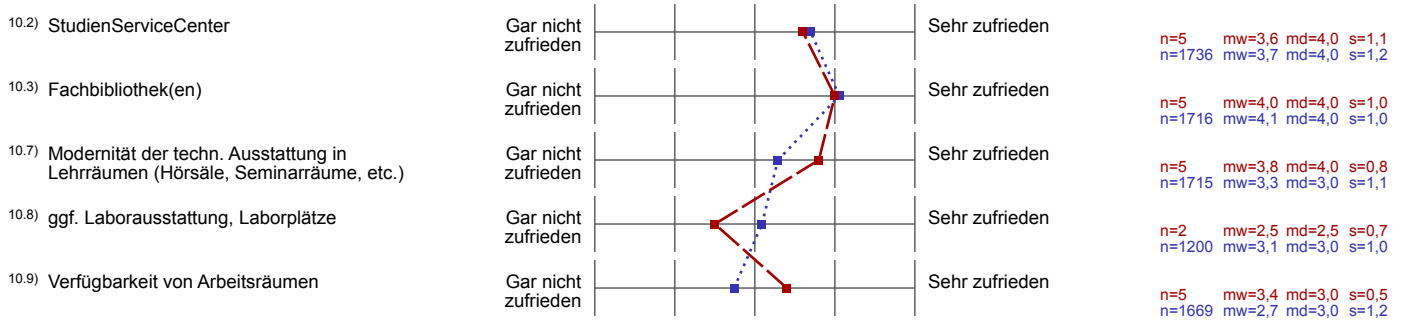 10.2) StudienServiceCenter
Gar nicht
zufrieden
Sehr zufrieden
n=5 mw=3,6 md=4,0 s=1,1
n=1736 mw=3,7 md=4,0 s=1,2
10.3) Fachbibliothek(en)
Gar nicht
zufrieden
Sehr zufrieden
n=5 mw=4,0 md=4,0 s=1,0
n=1716 mw=4,1 md=4,0 s=1,0
10.7) Modernität der techn. Ausstattung in
Lehrräumen (Hörsäle, Seminarräume, etc.)
Gar nicht
zufrieden
Sehr zufrieden
n=5 mw=3,8 md=4,0 s=0,8
n=1715 mw=3,3 md=3,0 s=1,1
10.8) ggf. Laborausstattung, Laborplätze
Gar nicht
zufrieden
Sehr zufrieden
n=2 mw=2,5 md=2,5 s=0,7
n=1200 mw=3,1 md=3,0 s=1,0
10.9) Verfügbarkeit von Arbeitsräumen
Gar nicht
zufrieden
Sehr zufrieden
n=5 mw=3,4 md=3,0 s=0,5
n=1669 mw=2,7 md=3,0 s=1,2